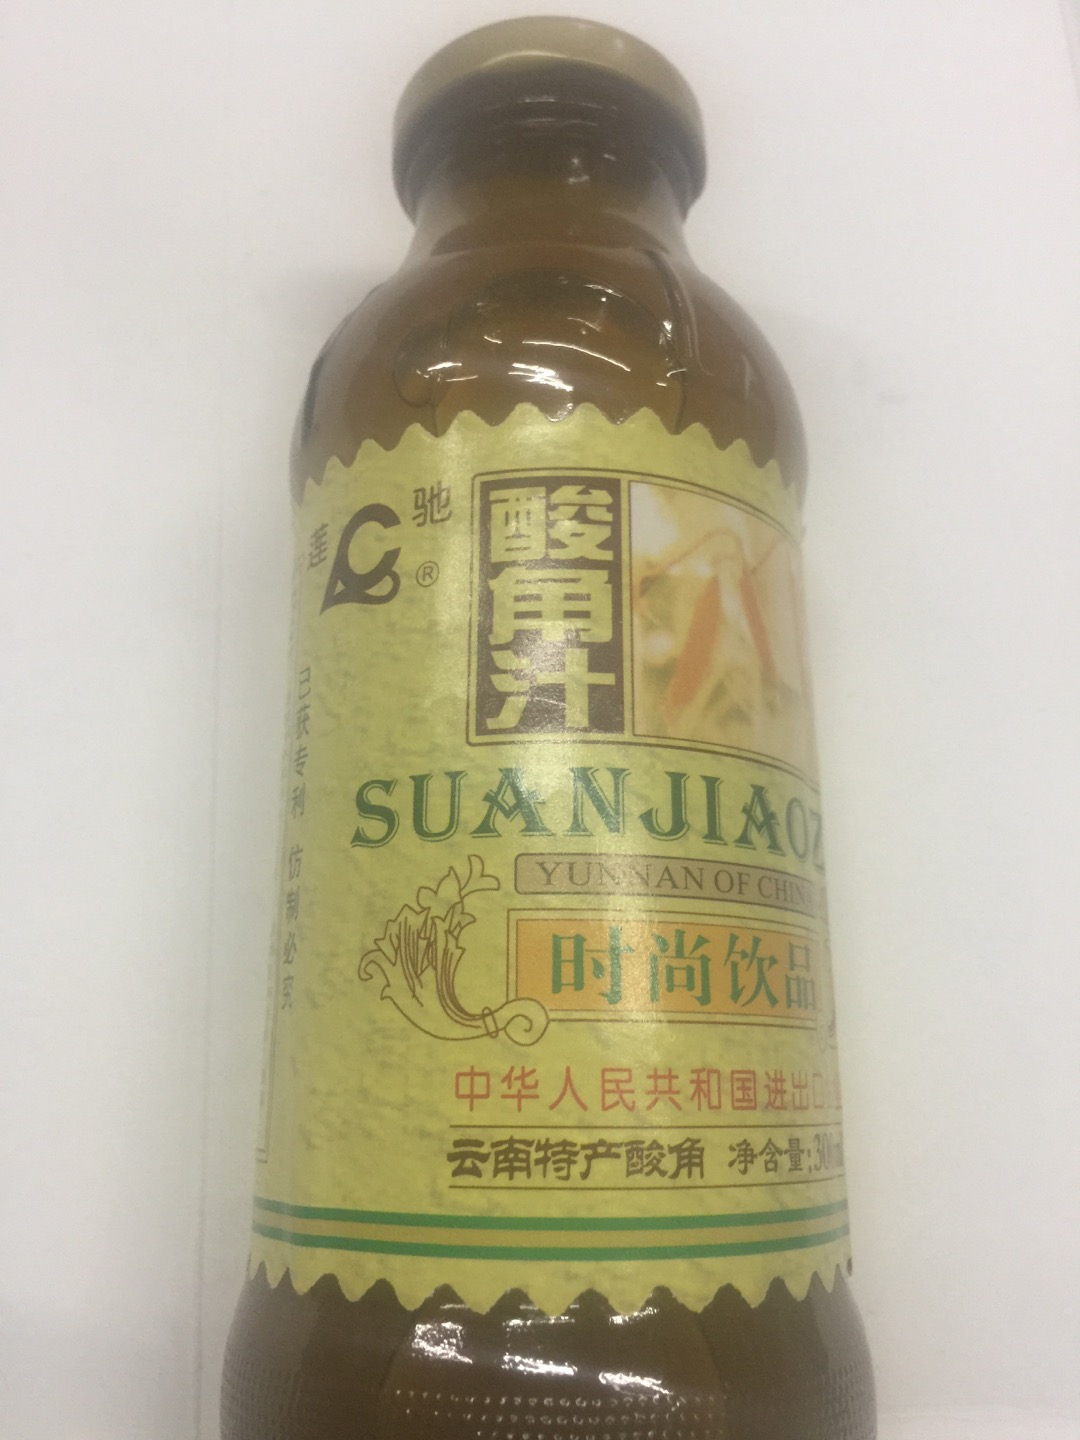 莲 驰
®
酸角汁
SUANJIAOZ
YUNNAN OF CHINA
时尚饮品
中华人民共和国进出口
云南特产酸角 净含量:300ml
已获专利 仿制必究